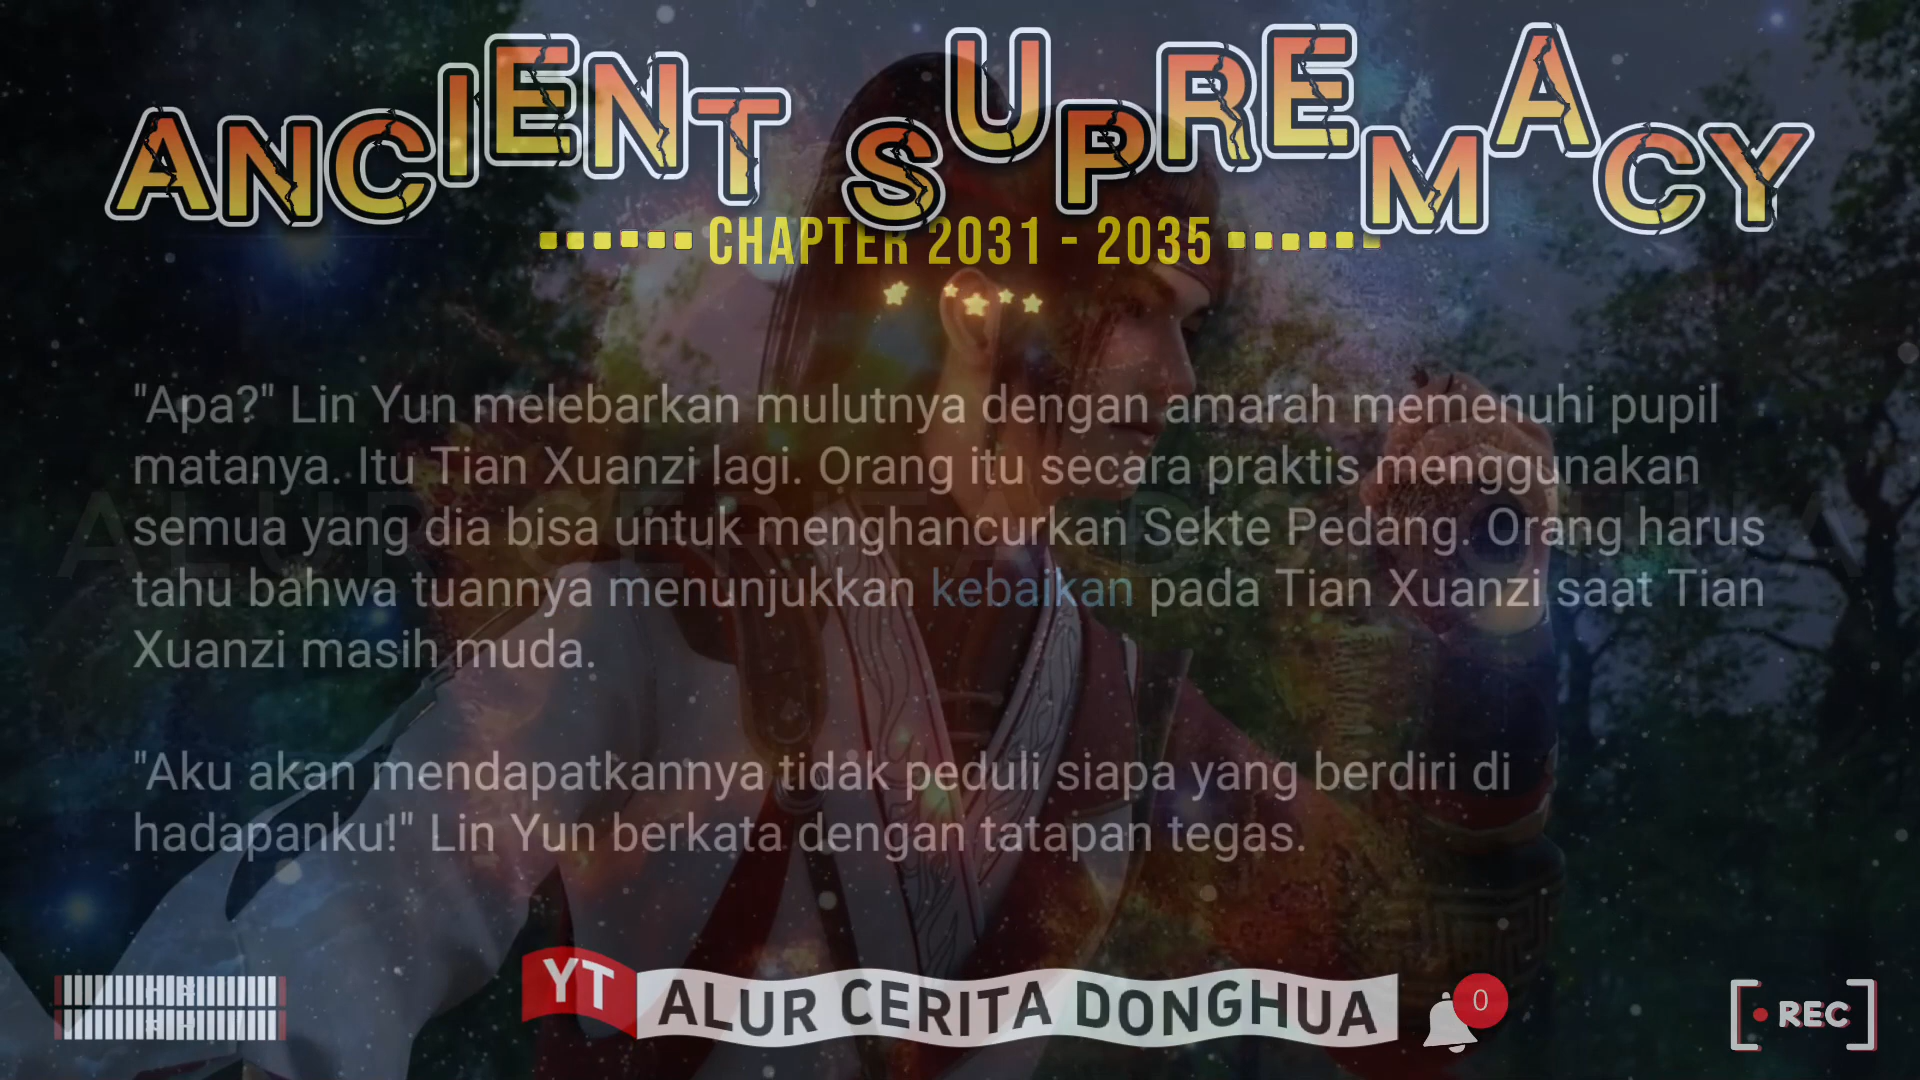 ANCIENT SUPREMACY
CHAPTER 2031 - 2035
"Apa?" Lin Yun melebarkan mulutnya dengan amarah memenuhi pupil
matanya. Itu Tian Xuanzi lagi. Orang itu secara praktis menggunakan
semua yang dia bisa untuk menghancurkan Sekte Pedang. Orang harus
tahu bahwa tuannya menunjukkan kebaikan pada Tian Xuanzi saat Tian
Xuanzi masih muda.
"Aku akan mendapatkannya tidak peduli siapa yang berdiri di
hadapanku!" Lin Yun berkata dengan tatapan tegas.
YT ALUR CERITA DONGHUA
0
REC